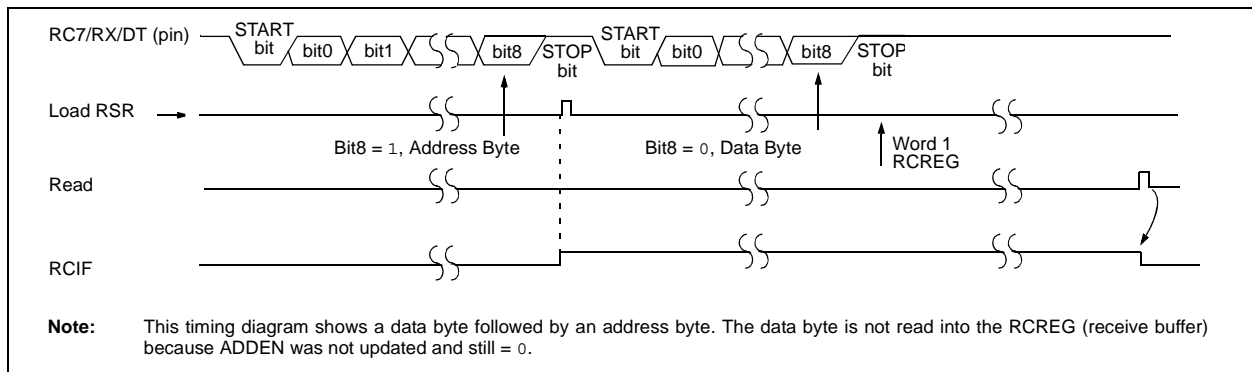 RC7/RX/DT (pin)
START
bit
bit0
bit1
bit8
STOP
bit
START
bit
bit0
bit8
STOP
bit
Load RSR
Bit8 = 1, Address Byte
Bit8 = 0, Data Byte
Word 1
RCREG
Read
RCIF
Note: This timing diagram shows a data byte followed by an address byte. The data byte is not read into the RCREG (receive buffer)
because ADDEN was not updated and still = 0.